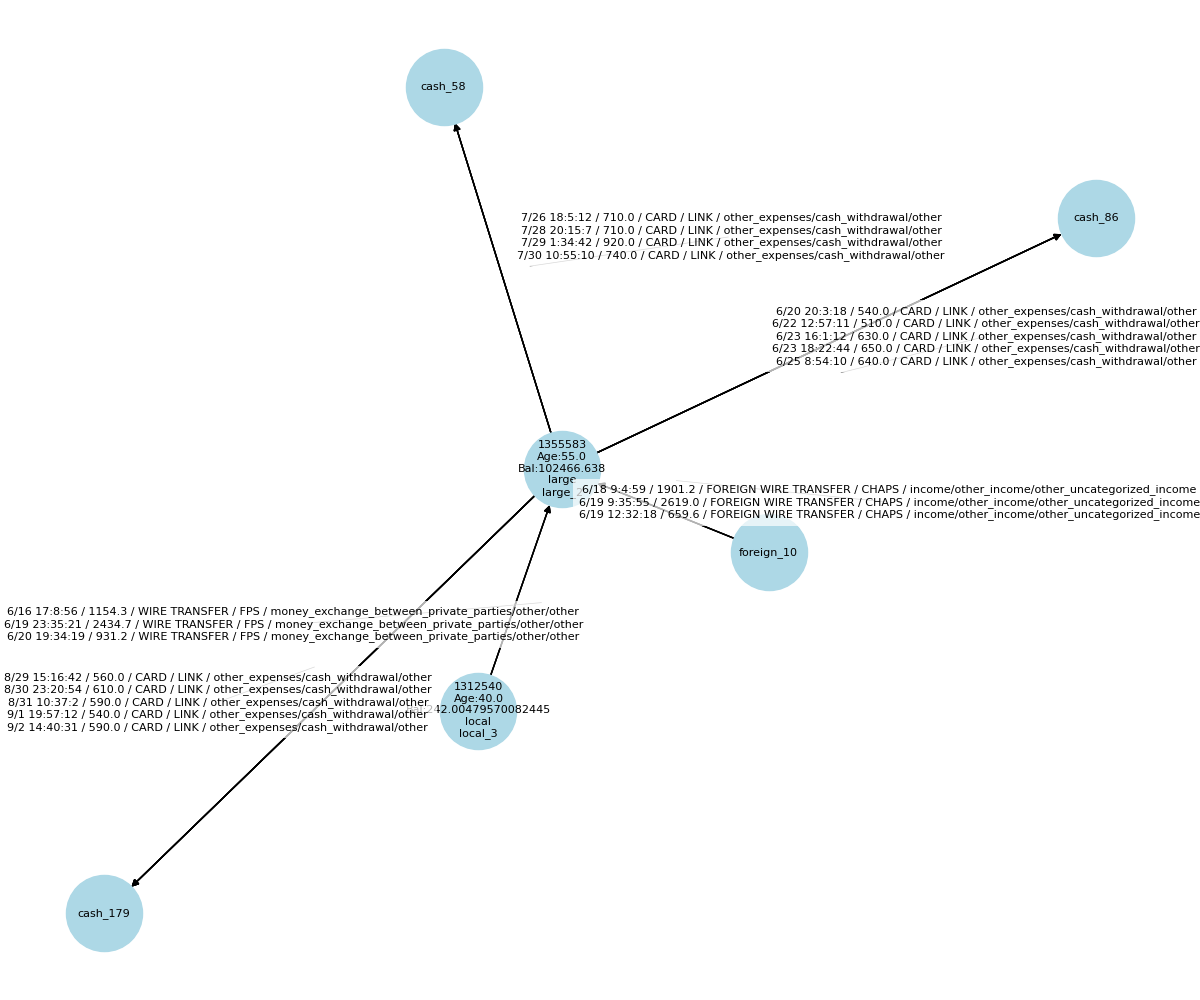 cash_58
cash_86
7/26 18:5:12 / 710.0 / CARD / LINK / other_expenses/cash_withdrawal/other
7/28 20:15:7 / 710.0 / CARD / LINK / other_expenses/cash_withdrawal/other
7/29 1:34:42 / 920.0 / CARD / LINK / other_expenses/cash_withdrawal/other
7/30 10:55:10 / 740.0 / CARD / LINK / other_expenses/cash_withdrawal/other
6/20 20:3:18 / 540.0 / CARD / LINK / other_expenses/cash_withdrawal/other
6/22 12:57:11 / 510.0 / CARD / LINK / other_expenses/cash_withdrawal/other
6/23 16:1:12 / 630.0 / CARD / LINK / other_expenses/cash_withdrawal/other
6/23 18:22:44 / 650.0 / CARD / LINK / other_expenses/cash_withdrawal/other
6/25 8:54:10 / 640.0 / CARD / LINK / other_expenses/cash_withdrawal/other
1355583
Age:55.0
Bal:102466.638
large
6/18 9:4:59 / 1901.2 / FOREIGN WIRE TRANSFER / CHAPS / income/other_income/other_uncategorized_income
6/19 9:35:55 / 2619.0 / FOREIGN WIRE TRANSFER / CHAPS / income/other_income/other_uncategorized_income
6/19 12:32:18 / 659.6 / FOREIGN WIRE TRANSFER / CHAPS / income/other_income/other_uncategorized_income
foreign_10
6/16 17:8:56 / 1154.3 / WIRE TRANSFER / FPS / money_exchange_between_private_parties/other/other
6/19 23:35:21 / 2434.7 / WIRE TRANSFER / FPS / money_exchange_between_private_parties/other/other
6/20 19:34:19 / 931.2 / WIRE TRANSFER / FPS / money_exchange_between_private_parties/other/other
8/29 15:16:42 / 560.0 / CARD / LINK / other_expenses/cash_withdrawal/other
8/30 23:20:54 / 610.0 / CARD / LINK / other_expenses/cash_withdrawal/other
8/31 10:37:2 / 590.0 / CARD / LINK / other_expenses/cash_withdrawal/other
9/1 19:57:12 / 540.0 / CARD / LINK / other_expenses/cash_withdrawal/other
9/2 14:40:31 / 590.0 / CARD / LINK / other_expenses/cash_withdrawal/other
1312540
Age:40.0
local
local_3
cash_179